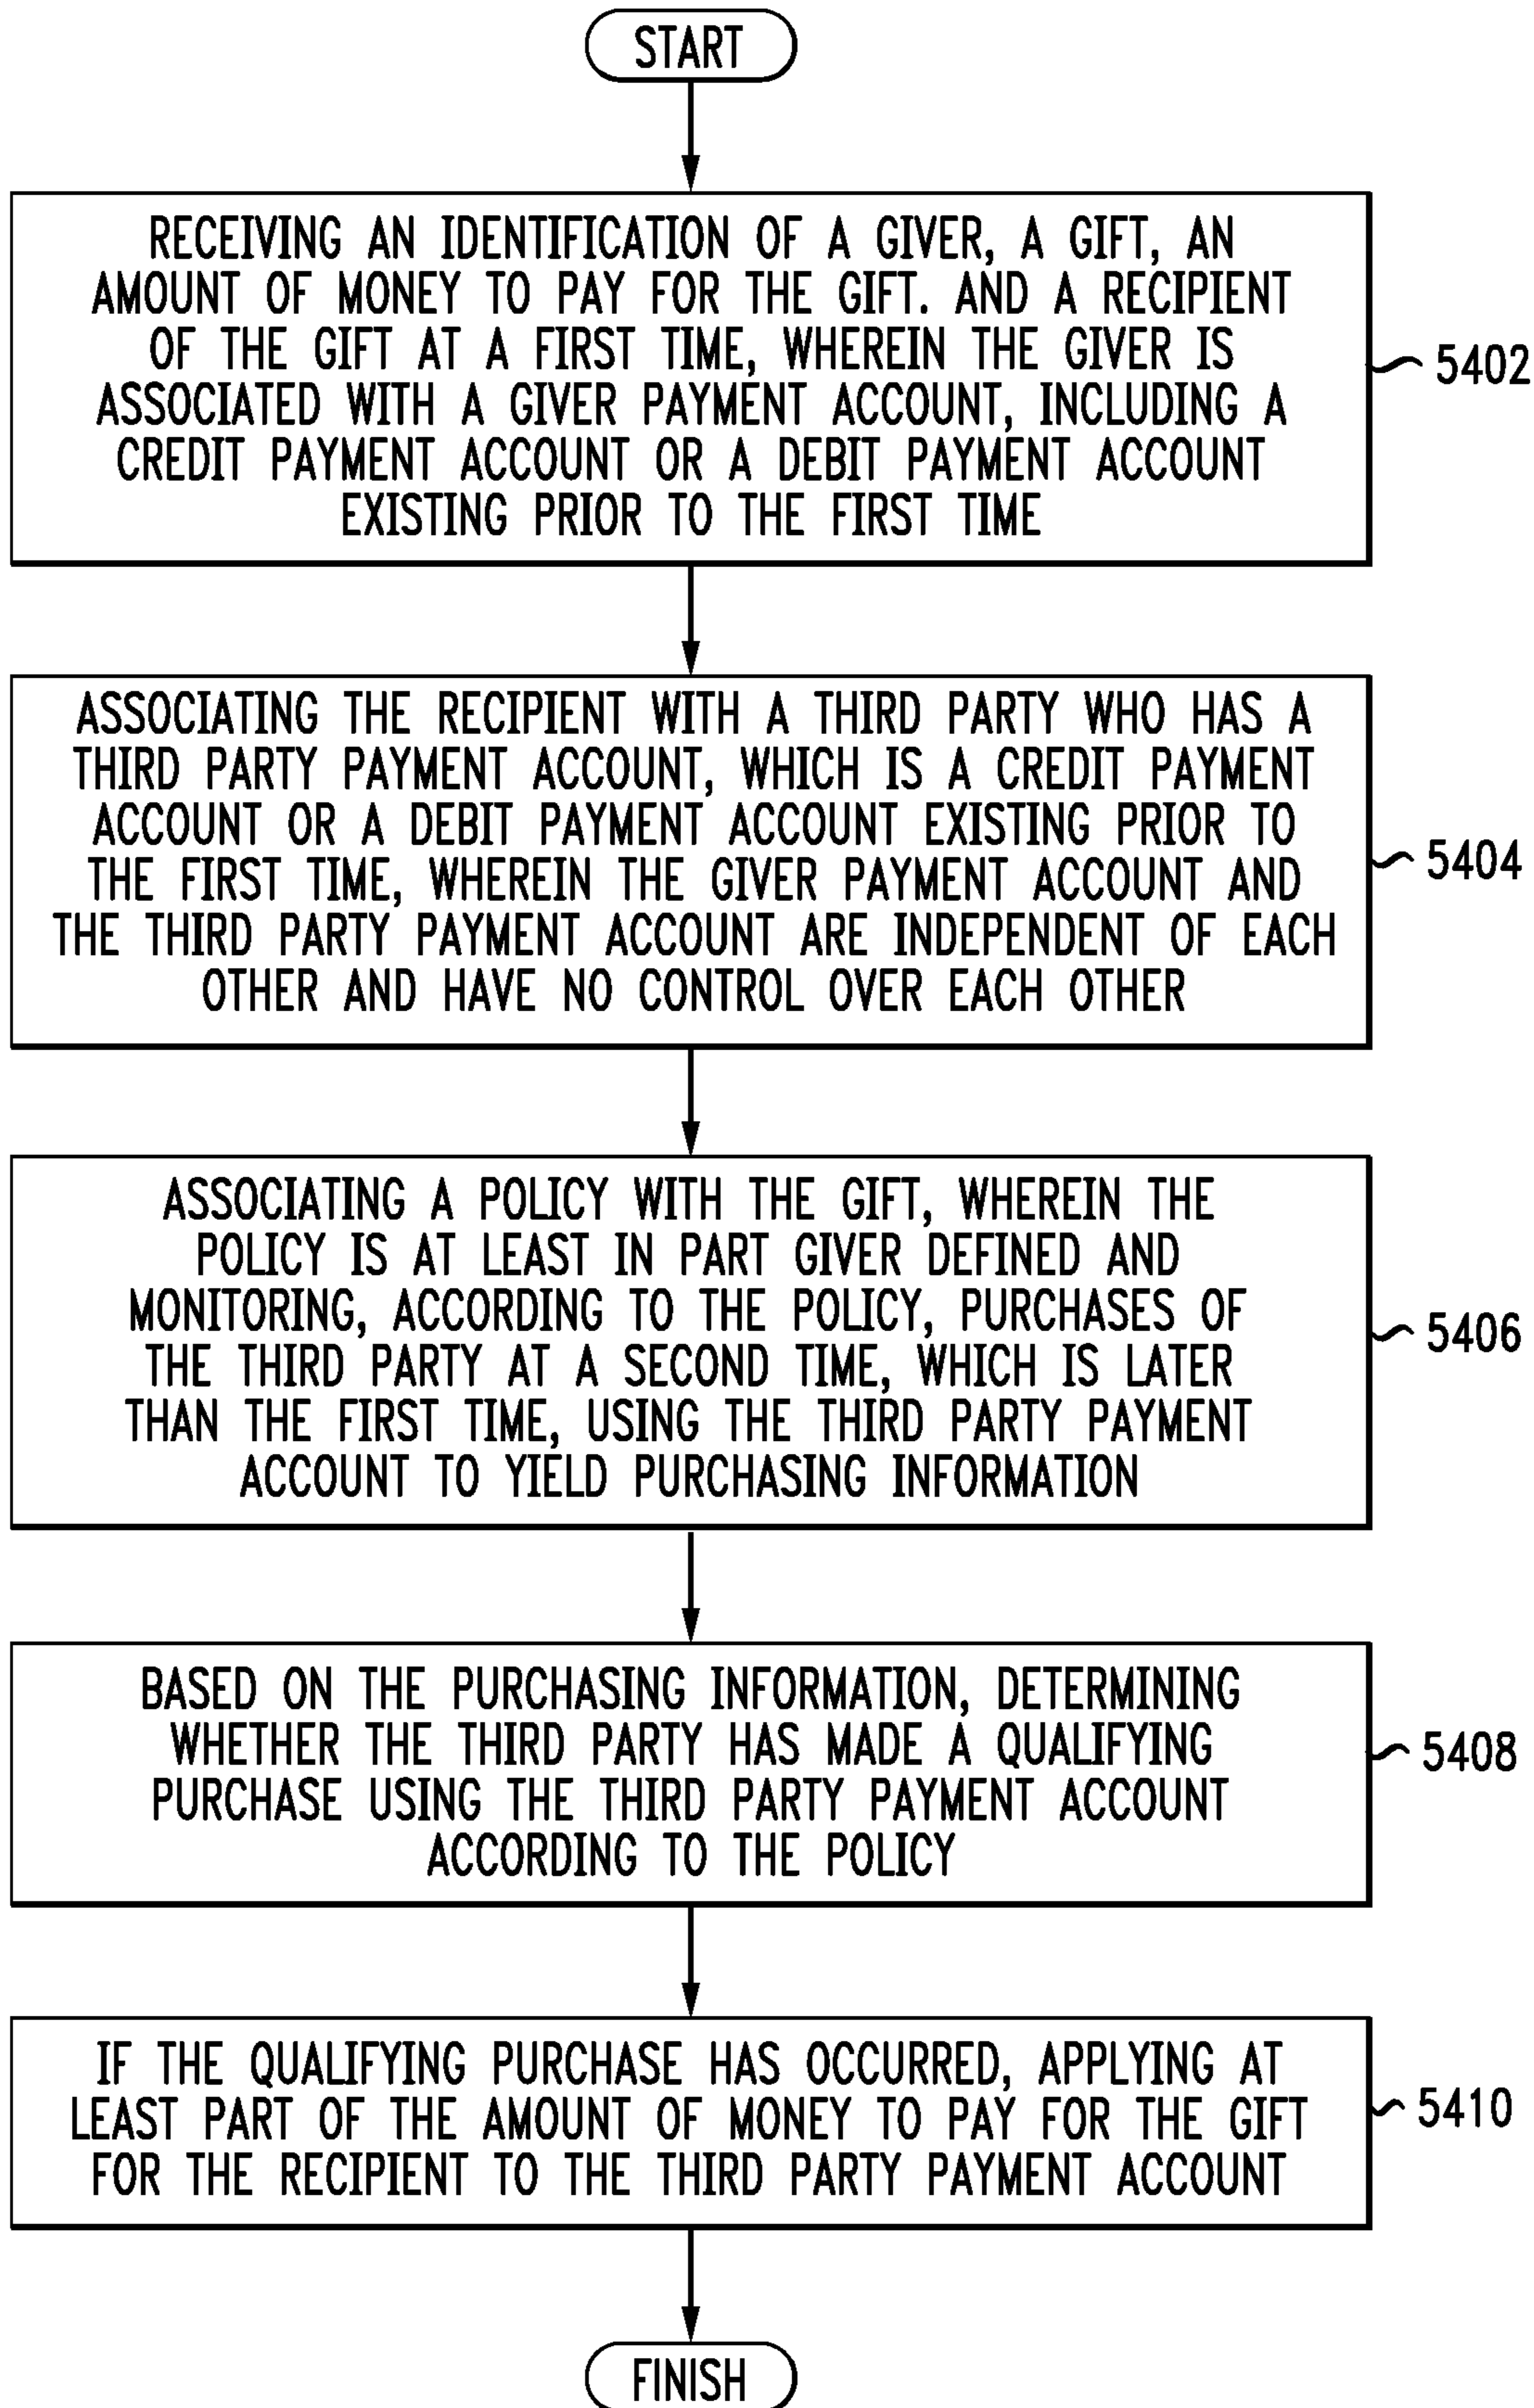 START
RECEIVING AN IDENTIFICATION OF A GIVER, A GIFT, AN
AMOUNT OF MONEY TO PAY FOR THE GIFT. AND A RECIPIENT
OF THE GIFT AT A FIRST TIME, WHEREIN THE GIVER IS
ASSOCIATED WITH A GIVER PAYMENT ACCOUNT, INCLUDING A
CREDIT PAYMENT ACCOUNT OR A DEBIT PAYMENT ACCOUNT
EXISTING PRIOR TO THE FIRST TIME
5402
ASSOCIATING THE RECIPIENT WITH A THIRD PARTY WHO HAS A
THIRD PARTY PAYMENT ACCOUNT, WHICH IS A CREDIT PAYMENT
ACCOUNT OR A DEBIT PAYMENT ACCOUNT EXISTING PRIOR TO
THE FIRST TIME, WHEREIN THE GIVER PAYMENT ACCOUNT AND
THE THIRD PARTY PAYMENT ACCOUNT ARE INDEPENDENT OF EACH
OTHER AND HAVE NO CONTROL OVER EACH OTHER
5404
ASSOCIATING A POLICY WITH THE GIFT, WHEREIN THE
POLICY IS AT LEAST IN PART GIVER DEFINED AND
MONITORING, ACCORDING TO THE POLICY, PURCHASES OF
THE THIRD PARTY AT A SECOND TIME, WHICH IS LATER
THAN THE FIRST TIME, USING THE THIRD PARTY PAYMENT
ACCOUNT TO YIELD PURCHASING INFORMATION
5406
BASED ON THE PURCHASING INFORMATION, DETERMINING
WHETHER THE THIRD PARTY HAS MADE A QUALIFYING
PURCHASE USING THE THIRD PARTY PAYMENT ACCOUNT
ACCORDING TO THE POLICY
5408
IF THE QUALIFYING PURCHASE HAS OCCURRED, APPLYING AT
LEAST PART OF THE AMOUNT OF MONEY TO PAY FOR THE GIFT
FOR THE RECIPIENT TO THE THIRD PARTY PAYMENT ACCOUNT
5410
FINISH